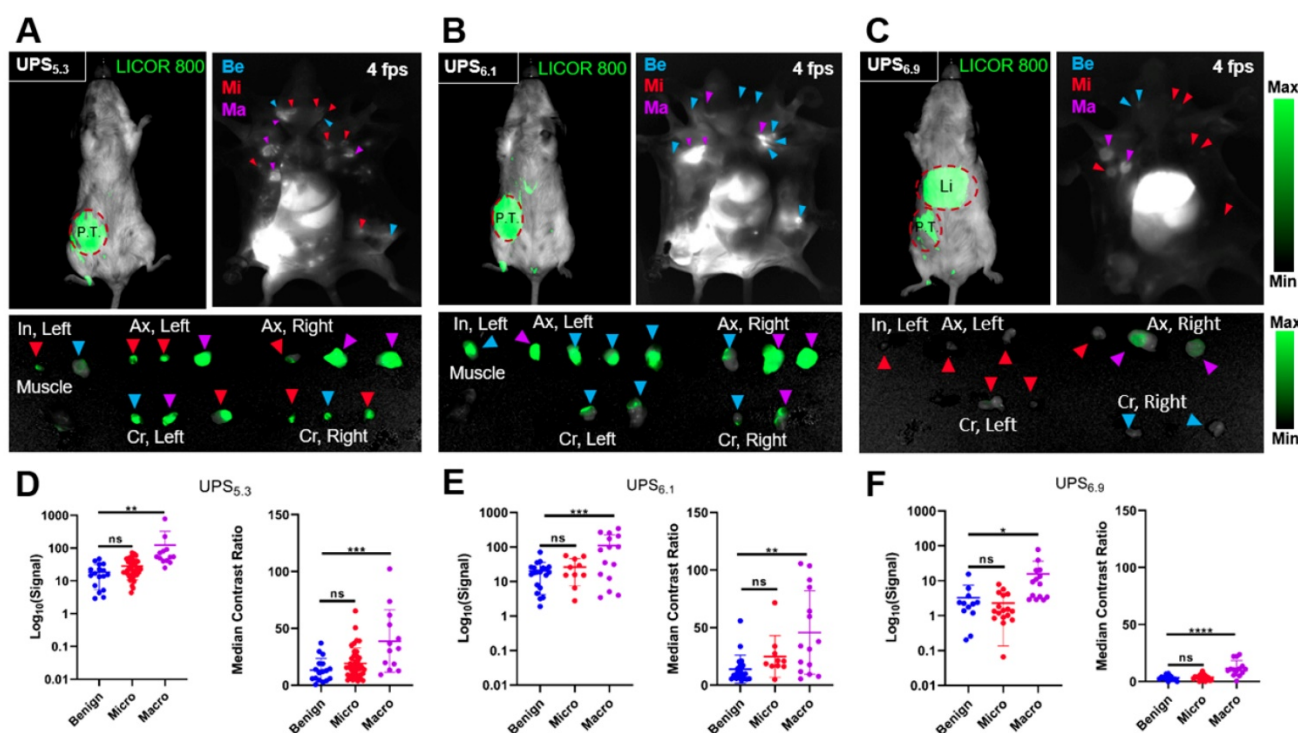 A
B
C
UPS5.3
LICOR 800
Be
Mi
Ma
4 fps
P.T.
UPS6.1
LICOR 800
Be
Mi
Ma
4 fps
P.T.
UPS6.9
LICOR 800
Be
Mi
Ma
4 fps
Li
P.T.
Max
Min
In, Left
Ax, Left
Ax, Right
Muscle
Cr, Left
Cr, Right
In, Left
Ax, Left
Ax, Right
Muscle
Cr, Left
Cr, Right
In, Left
Ax, Left
Ax, Right
Cr, Right
Cr, Left
Max
Min
D
UPS5.3
Log10(Signal)
1000
100
10
1
0.1
0.01
**
ns
Benign
Micro
Macro
Median Contrast Ratio
150
100
50
0
***
ns
Benign
Micro
Macro
E
UPS6.1
Log10(Signal)
1000
100
10
1
0.1
0.01
***
ns
Benign
Micro
Macro
Median Contrast Ratio
150
100
50
0
**
ns
Benign
Micro
Macro
F
UPS6.9
Log10(Signal)
1000
100
10
1
0.1
0.01
*
ns
Benign
Micro
Macro
Median Contrast Ratio
150
100
50
0
****
ns
Benign
Micro
Macro